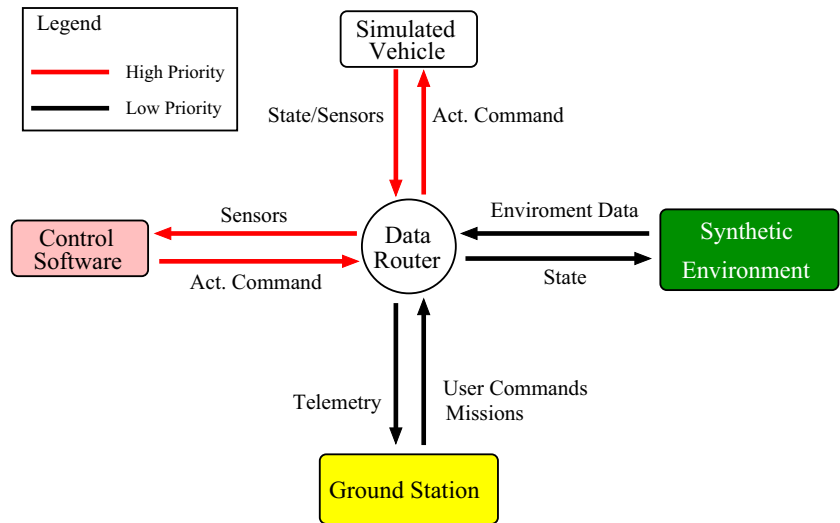 Legend
High Priority
Low Priority
Simulated
Vehicle
State/Sensors
Act. Command
Sensors
Control
Software
Act. Command
Data
Router
Enviroment Data
State
Synthetic
Environment
Telemetry
User Commands
Missions
Ground Station